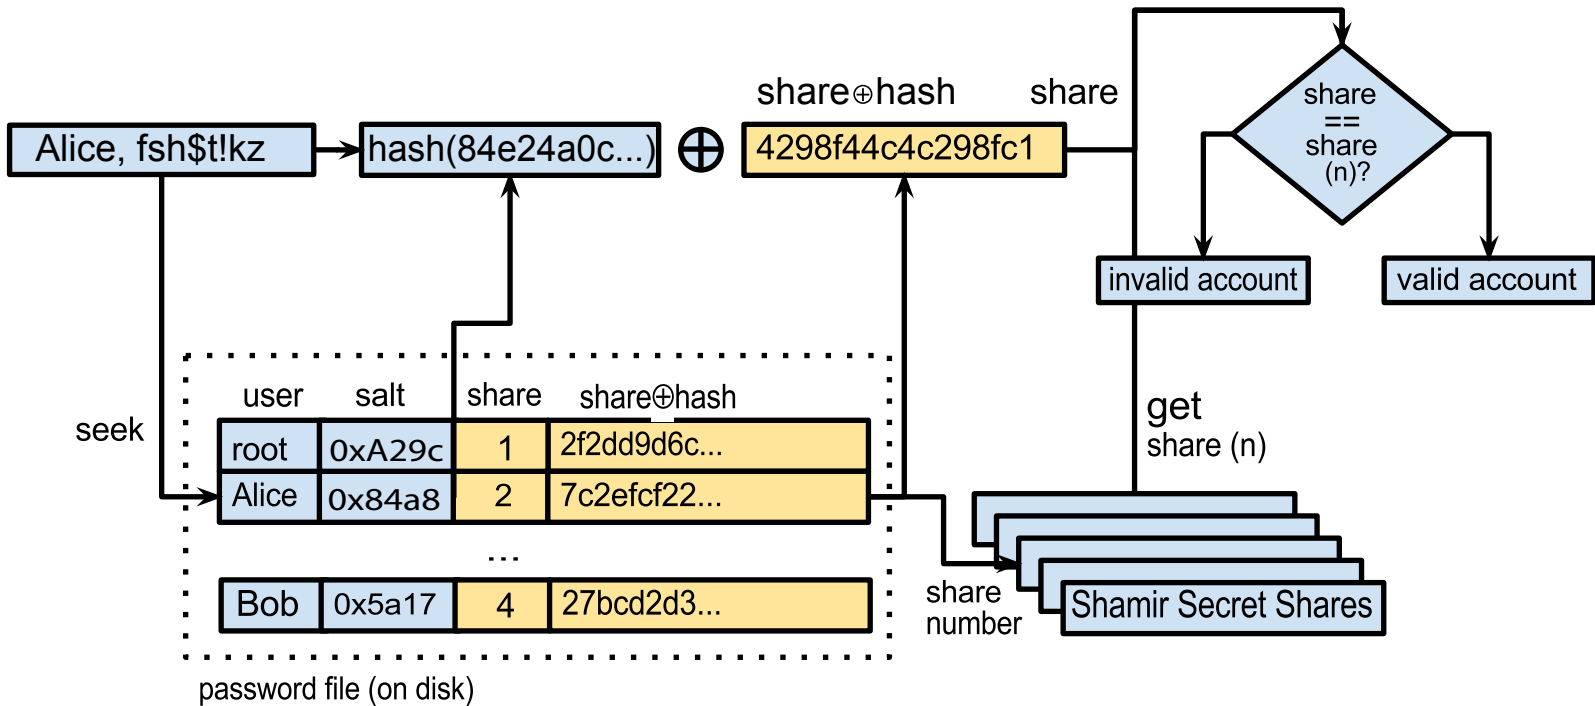 share⊕hash
share
Alice, fsh$t!kz
hash(84e24a0c...)
⊕
4298f44c4c298fc1
share
==
share
(n)?
invalid account
valid account
seek
user salt share share⊕hash
root 0xA29c 1 2f2dd9d6c...
Alice 0x84a8 2 7c2efcf22...
...
Bob 0x5a17 4 27bcd2d3...
password file (on disk)
get
share (n)
share
number
Shamir Secret Shares